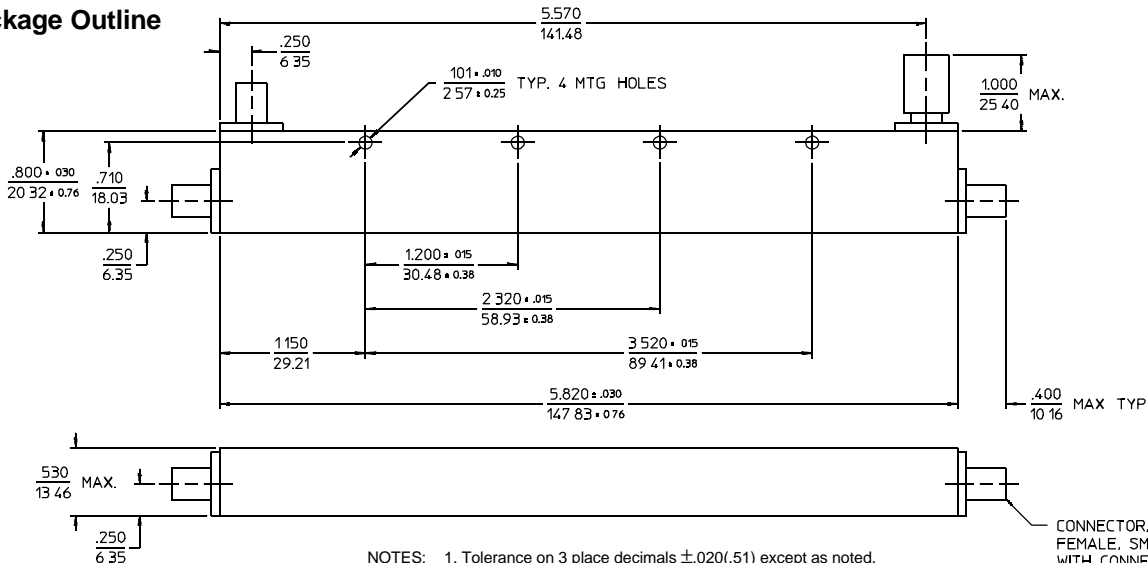 ckage Outline
5.570
141.48
.250
6 35
101 ± .010
2 57 ± 0.25
TYP. 4 MTG HOLES
1.000
25 40
MAX.
.800 ± .030
20 32 ± 0.76
.710
18.03
.250
6.35
1.200 ± 015
30.48 ± 0.38
2 320 ± .015
58.93 ± 0.38
1150
29.21
3 520 ± 015
89 41 ± 0.38
5.820 ± .030
147 83 ± 0 76
.400
10 16
MAX TYP
530
13 46
MAX.
.250
6 35
CONNECTOR,
FEMALE, SM
WITH CONNE
NOTES: 1. Tolerance on 3 place decimals ±.020(.51) except as noted.